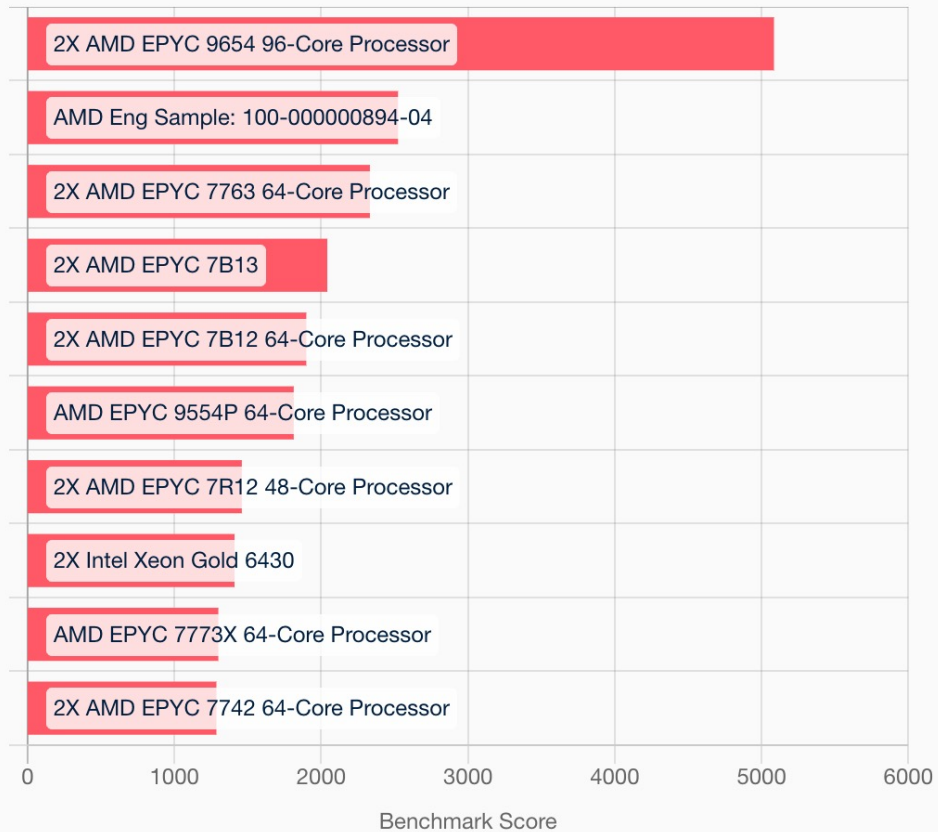 2X AMD EPYC 9654 96-Core Processor
AMD Eng Sample: 100-000000894-04
2X AMD EPYC 7763 64-Core Processor
2X AMD EPYC 7B13
2X AMD EPYC 7B12 64-Core Processor
AMD EPYC 9554P 64-Core Processor
2X AMD EPYC 7R12 48-Core Processor
2X Intel Xeon Gold 6430
AMD EPYC 7773X 64-Core Processor
2X AMD EPYC 7742 64-Core Processor
0 1000 2000 3000 4000 5000 6000
Benchmark Score